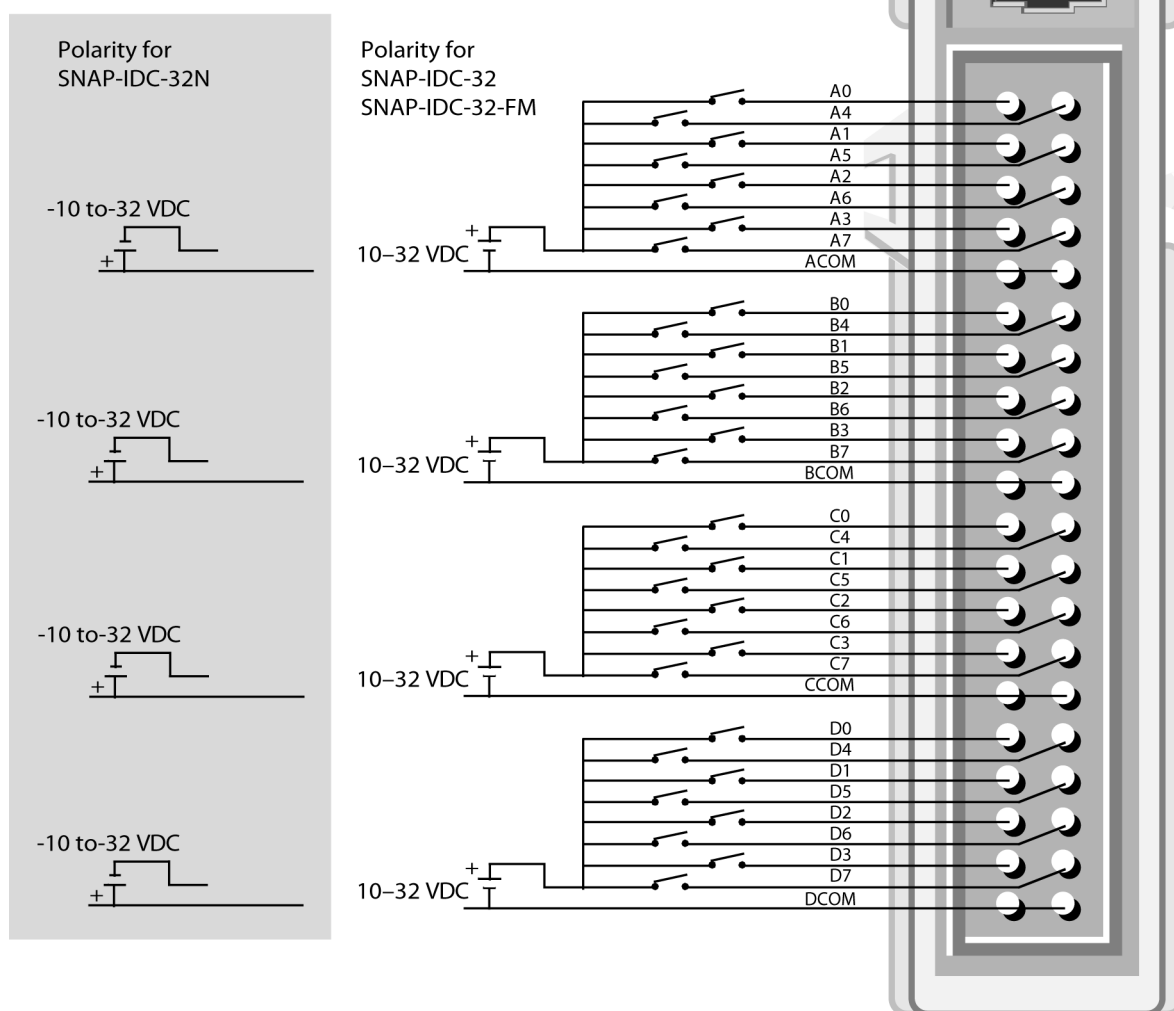 Polarity for
SNAP-IDC-32N
Polarity for
SNAP-IDC-32
SNAP-IDC-32-FM
A0
A4
A1
A5
A2
A6
A3
A7
ACOM
-10 to-32 VDC
+
+
10–32 VDC
B0
B4
B1
B5
B2
B6
B3
B7
BCOM
-10 to-32 VDC
+
+
10–32 VDC
C0
C4
C1
C5
C2
C6
C3
C7
CCOM
-10 to-32 VDC
+
+
10–32 VDC
D0
D4
D1
D5
D2
D6
D3
D7
DCOM
-10 to-32 VDC
+
+
10–32 VDC